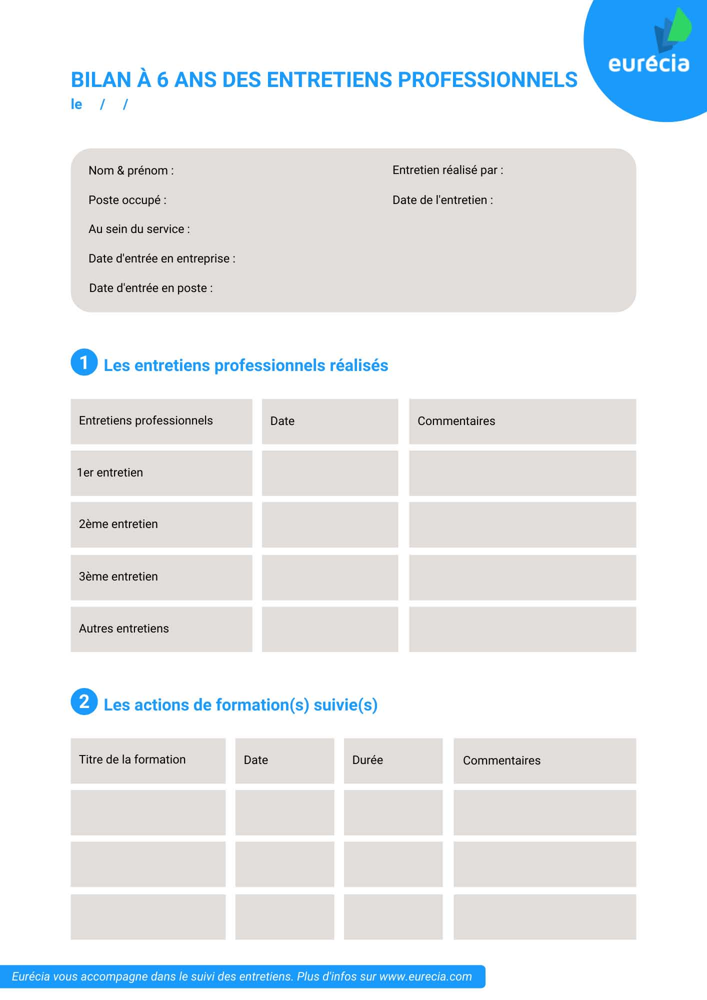 eurécia
BILAN À 6 ANS DES ENTRETIENS PROFESSIONNELS
le / /
Nom & prénom :
Poste occupé :
Au sein du service :
Date d'entrée en entreprise :
Date d'entrée en poste :
Entretien réalisé par :
Date de l'entretien :
1 Les entretiens professionnels réalisés
Entretiens professionnels Date Commentaires
1er entretien
2ème entretien
3ème entretien
Autres entretiens
2 Les actions de formation(s) suivie(s)
Titre de la formation Date Durée Commentaires
Eurécia vous accompagne dans le suivi des entretiens. Plus d'infos sur www.eurecia.com